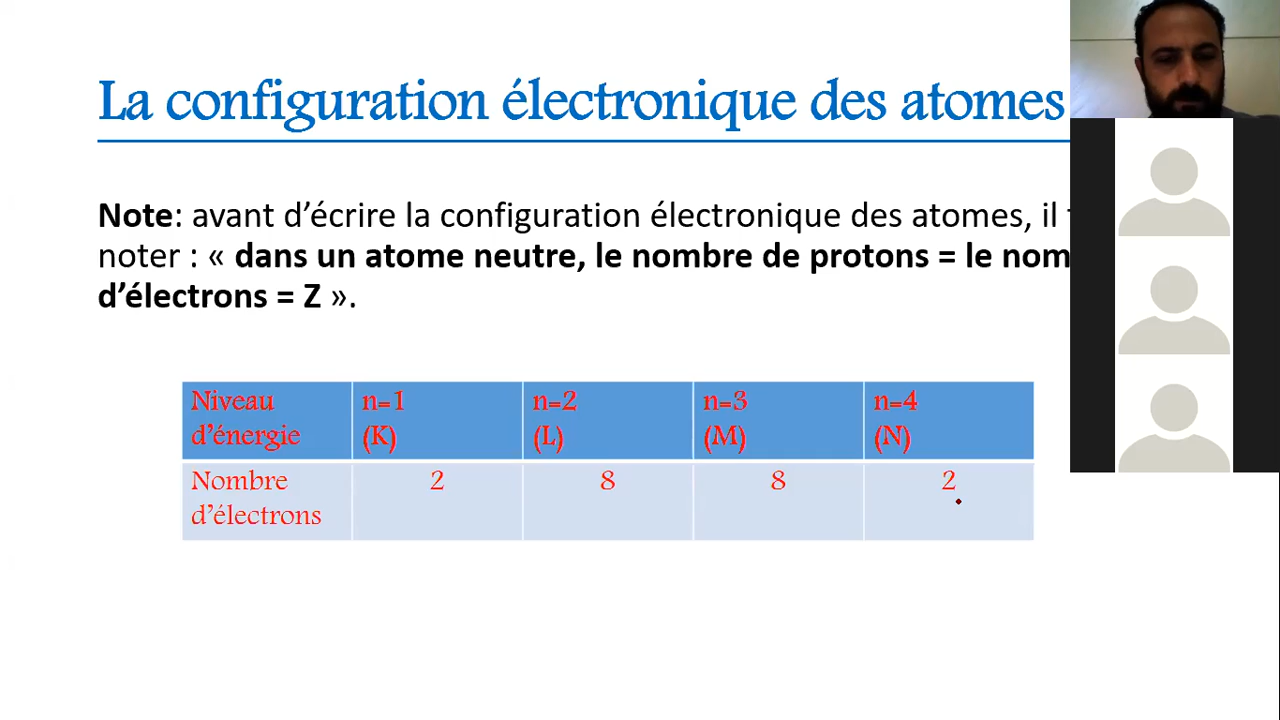 La configuration électronique des atomes
Note: avant d’écrire la configuration électronique des atomes, il
noter : « dans un atome neutre, le nombre de protons = le nom
d’électrons = Z ».
Niveau d’énergie n=1 (K) n=2 (L) n=3 (M) n=4 (N)
Nombre d’électrons 2 8 8 2